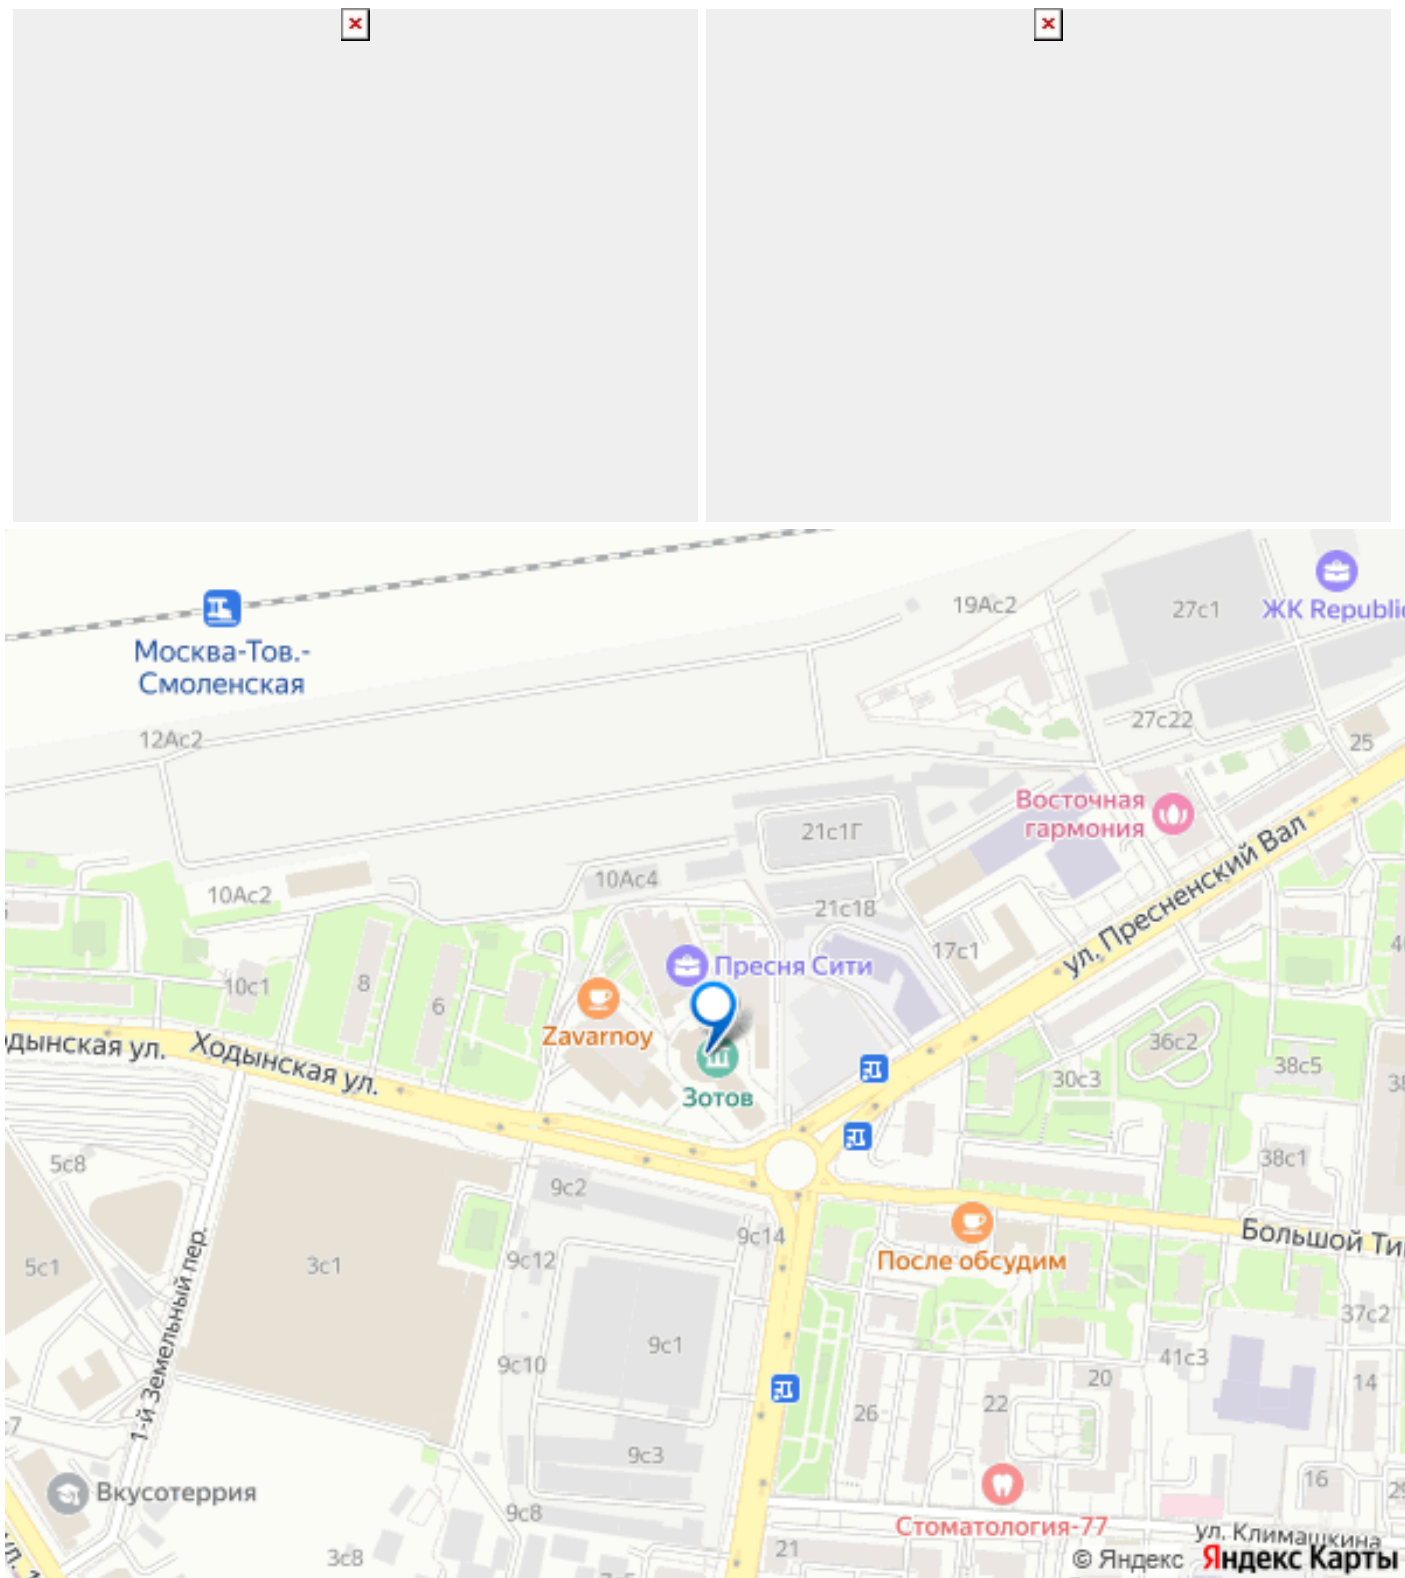 19Ас2
27с1
ЖК Republic
Москва-Тов.-
Смоленская
12Ас2
27с22
25
Восточная
гармония
21с1Г
ул. Пресненский Вал
10Ас4
10Ас2
21с18
17с1
Пресня Сити
10с1
8
6
Zavarnoy
дынская ул.
Ходынская ул.
36с2
38с5
30с3
Зотов
5с8
9с2
38с1
9с14
Большой Ти
После обсудим
5с1
3с1
9с12
1-й Земельный пер.
37с2
9с1
9с10
41с3
20
14
22
26
9с3
16
Вкусотеррия
9с8
Стоматология-77
ул. Климашкина
21
3с8
© Яндекс Яндекс Карты